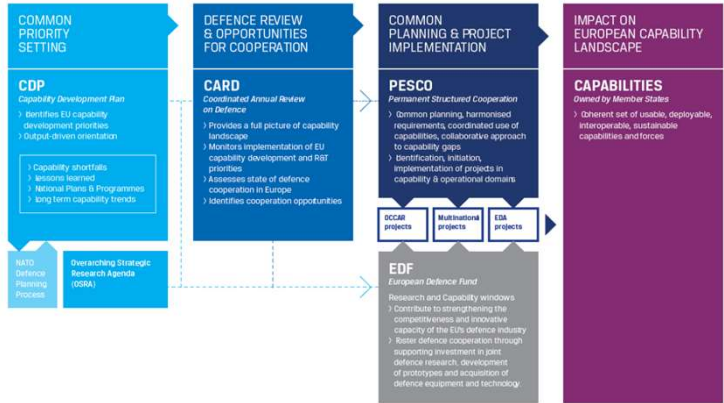 COMMON
PRIORITY
SETTING
CDP
Capability Development Plan
› Identifies EU capability
development priorities
› Output-driven orientation
› Capability shortfalls
› Lessons learned
› National Plans & Programmes
› Long term capability trends
NATO
Defence
Planning
Process
Overarching Strategic
Research Agenda
(OSRA)
DEFENCE REVIEW
& OPPORTUNITIES
FOR COOPERATION
CARD
Coordinated Annual Review
on Defence
› Provides a full picture of capability
landscape
› Monitors implementation of EU
capability development and R&T
priorities
› Assesses state of defence
cooperation in Europe
› Identifies cooperation opportunities
COMMON
PLANNING & PROJECT
IMPLEMENTATION
PESCO
Permanent Structured Cooperation
› Common planning, harmonised
requirements, coordinated use of
capabilities, collaborative approach
to capability gaps
› Identification, initiation,
implementation of projects in
capability & operational domains
OCCAR
projects
Multinational
projects
EDA
projects
EDF
European Defence Fund
Research and Capability windows
› Contribute to strengthening the
competitiveness and innovative
capacity of the EU's defence industry
› Foster defence cooperation through
supporting investment in joint
defence research, development
of prototypes and acquisition of
defence equipment and technology.
IMPACT ON
EUROPEAN CAPABILITY
LANDSCAPE
CAPABILITIES
Owned by Member States
› Coherent set of usable, deployable,
interoperable, sustainable
capabilities and forces